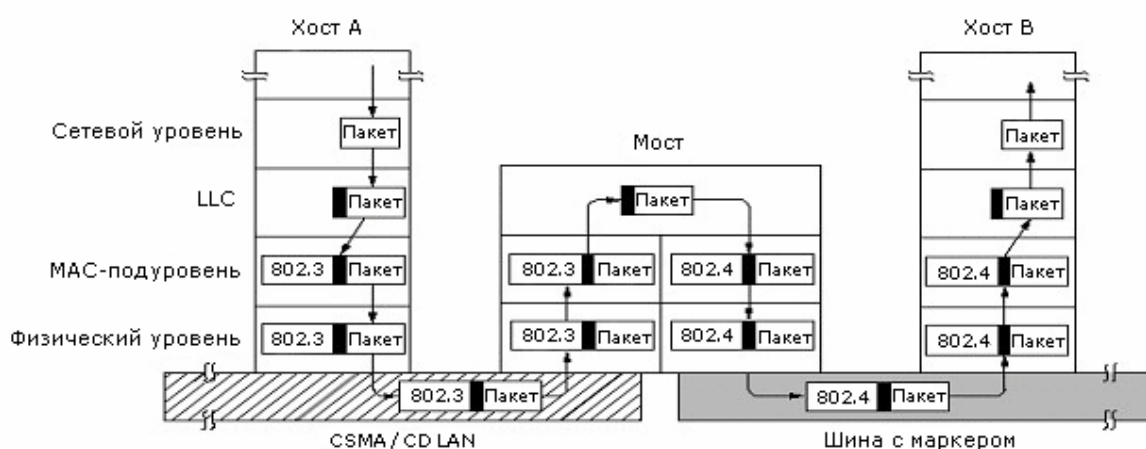 Хост А
Хост В
Сетевой уровень
Пакет
Пакет
Мост
LLC
Пакет
Пакет
Пакет
МАС-подуровень
802.3 Пакет
802.3 Пакет
802.4 Пакет
802.4 Пакет
Физический уровень
802.3 Пакет
802.3 Пакет
802.4 Пакет
802.4 Пакет
802.3 Пакет
802.4 Пакет
CSMA / CD LAN
Шина с маркером